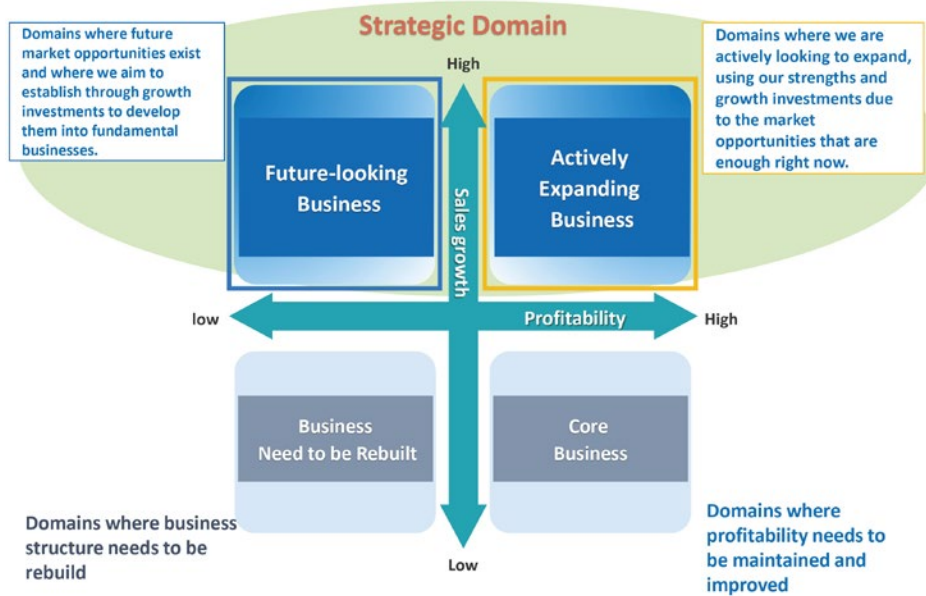 Strategic Domain
Domains where future
market opportunities exist
and where we aim to
establish through growth
investments to develop
them into fundamental
businesses.
High
Domains where we are
actively looking to expand,
using our strengths and
growth investments due
to the market
opportunities that are
enough right now.
Future-looking
Business
Sales growth
Actively
Expanding
Business
low
Profitability
High
Business
Need to be Rebuilt
Core
Business
Domains where business
structure needs to be
rebuild
Low
Domains where
profitability needs to
be maintained and
improved